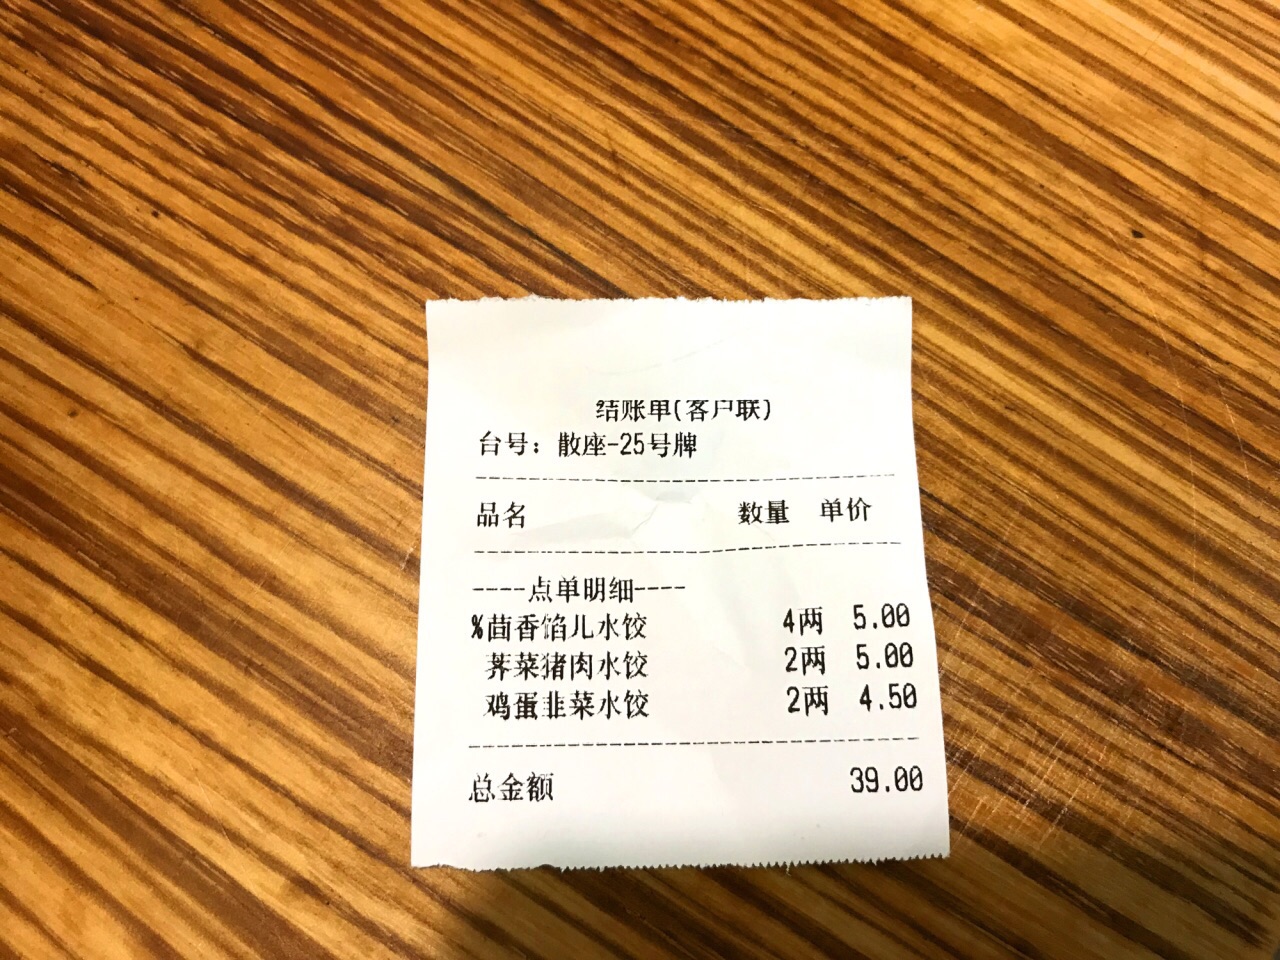 结账单(客户联)
台号：散座-25号牌
品名 数量 单价
----点单明细----
%茴香馅儿水饺 4两 5.00
荠菜猪肉水饺 2两 5.00
鸡蛋韭菜水饺 2两 4.50
总金额 39.00